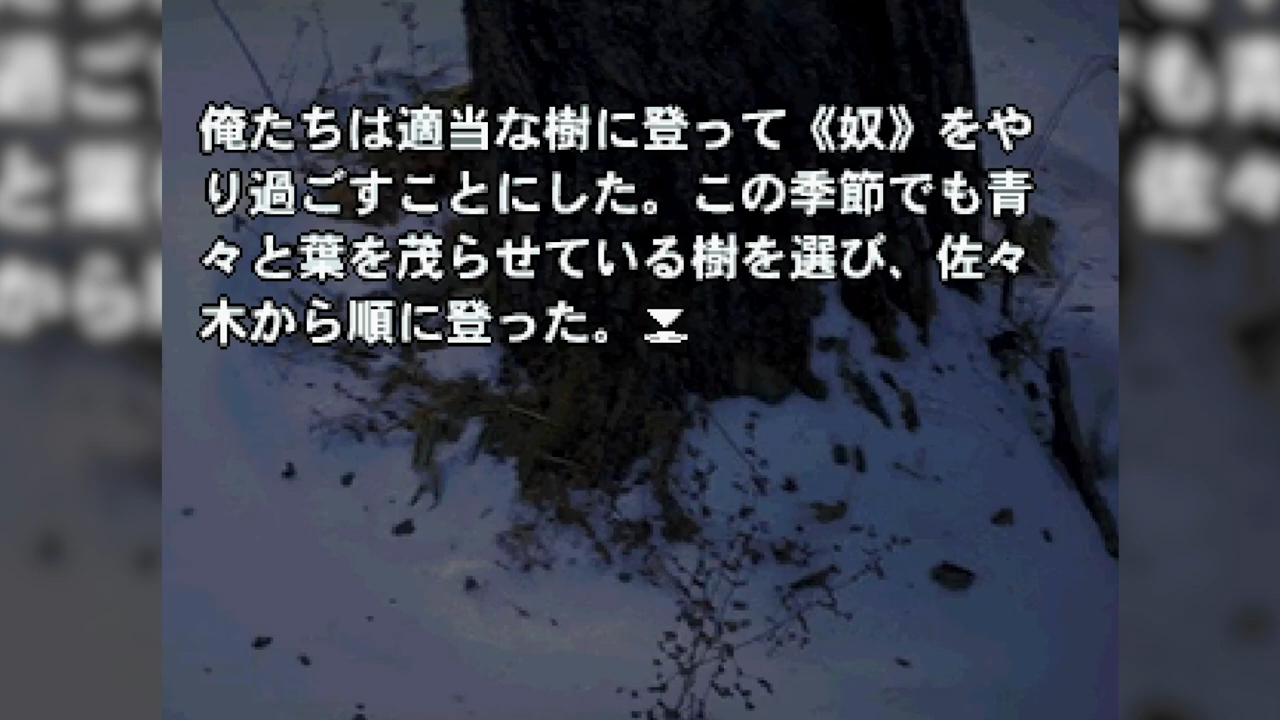 俺たちは適当な樹に登って《奴》をや
り過ごすことにした。この季節でも青
々と葉を茂らせている樹を選び、佐々
木から順に登った。